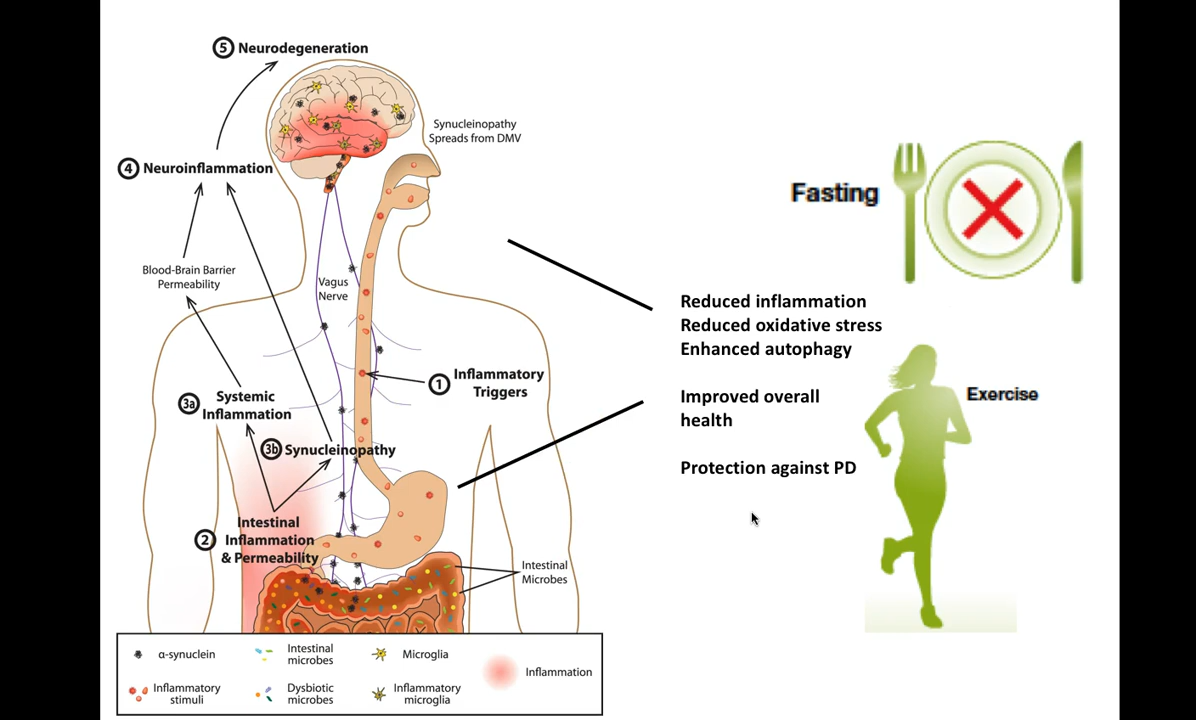 5 Neurodegeneration
Synucleinopathy
Spreads from DMV
4 Neuroinflammation
Blood-Brain Barrier
Permeability
Vagus
Nerve
1 Inflammatory
Triggers
3a Systemic
Inflammation
3b Synucleinopathy
2 Intestinal
Inflammation
& Permeability
Intestinal
Microbes
α-synuclein
Intestinal
microbes
Microglia
Inflammation
Inflammatory
stimuli
Dysbiotic
microbes
Inflammatory
microglia
Fasting
Reduced inflammation
Reduced oxidative stress
Enhanced autophagy
Improved overall
health
Protection against PD
Exercise